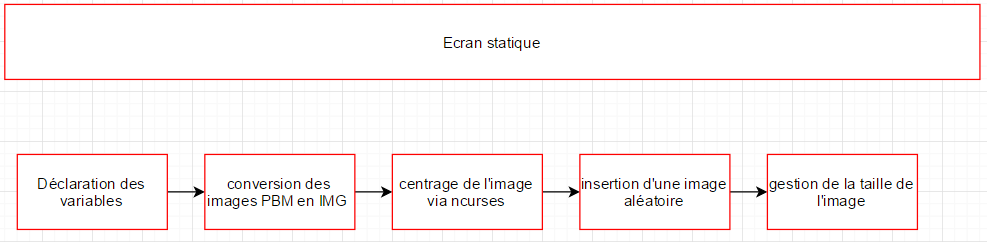 Ecran statique
Déclaration des
variables
conversion des
images PBM en IMG
centrage de l'image
via ncurses
insertion d'une image
aléatoire
gestion de la taille de
l'image